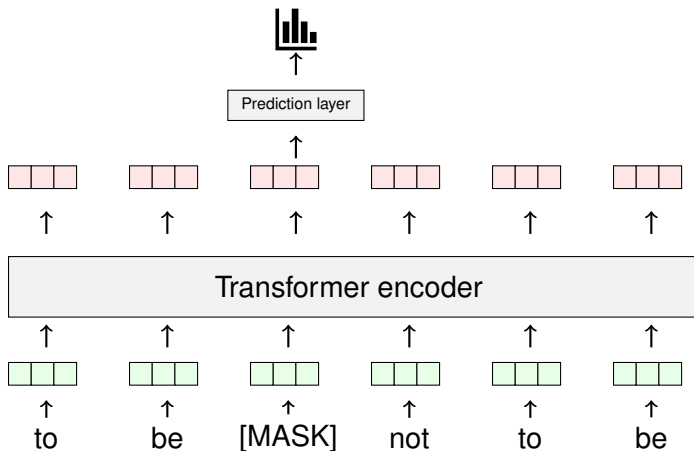 Prediction layer
Transformer encoder
to be [MASK] not to be